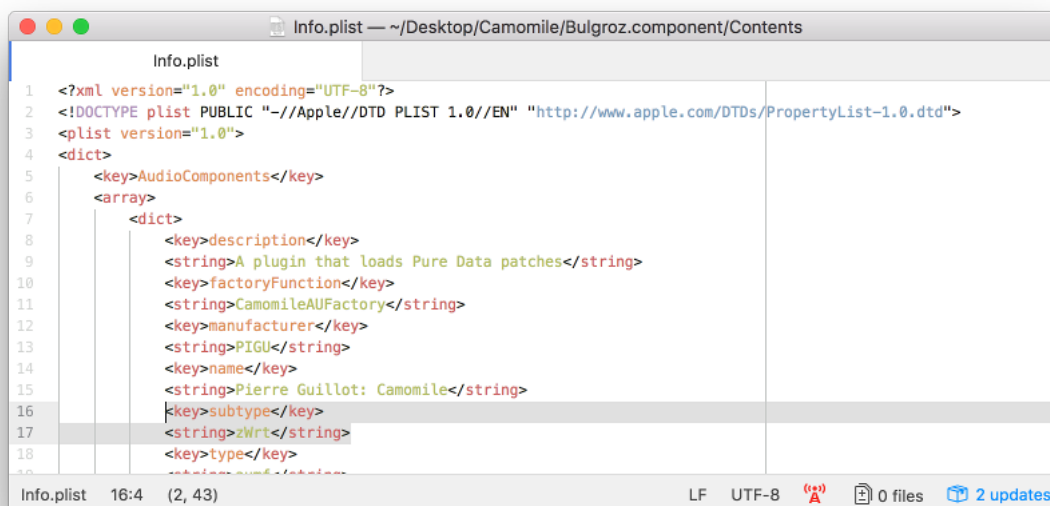 Info.plist — ~/Desktop/Camomile/Bulgroz.component/Contents
Info.plist
1 <?xml version="1.0" encoding="UTF-8"?>
2 <!DOCTYPE plist PUBLIC "-//Apple//DTD PLIST 1.0//EN" "http://www.apple.com/DTDs/PropertyList-1.0.dtd">
3 <plist version="1.0">
4 <dict>
5 <key>AudioComponents</key>
6 <array>
7 <dict>
8 <key>description</key>
9 <string>A plugin that loads Pure Data patches</string>
10 <key>factoryFunction</key>
11 <string>CamomileAUFactory</string>
12 <key>manufacturer</key>
13 <string>PIGU</string>
14 <key>name</key>
15 <string>Pierre Guillot: Camomile</string>
16 <key>subtype</key>
17 <string>zWrt</string>
18 <key>type</key>
Info.plist 16:4 (2, 43) LF UTF-8 0 files 2 updates